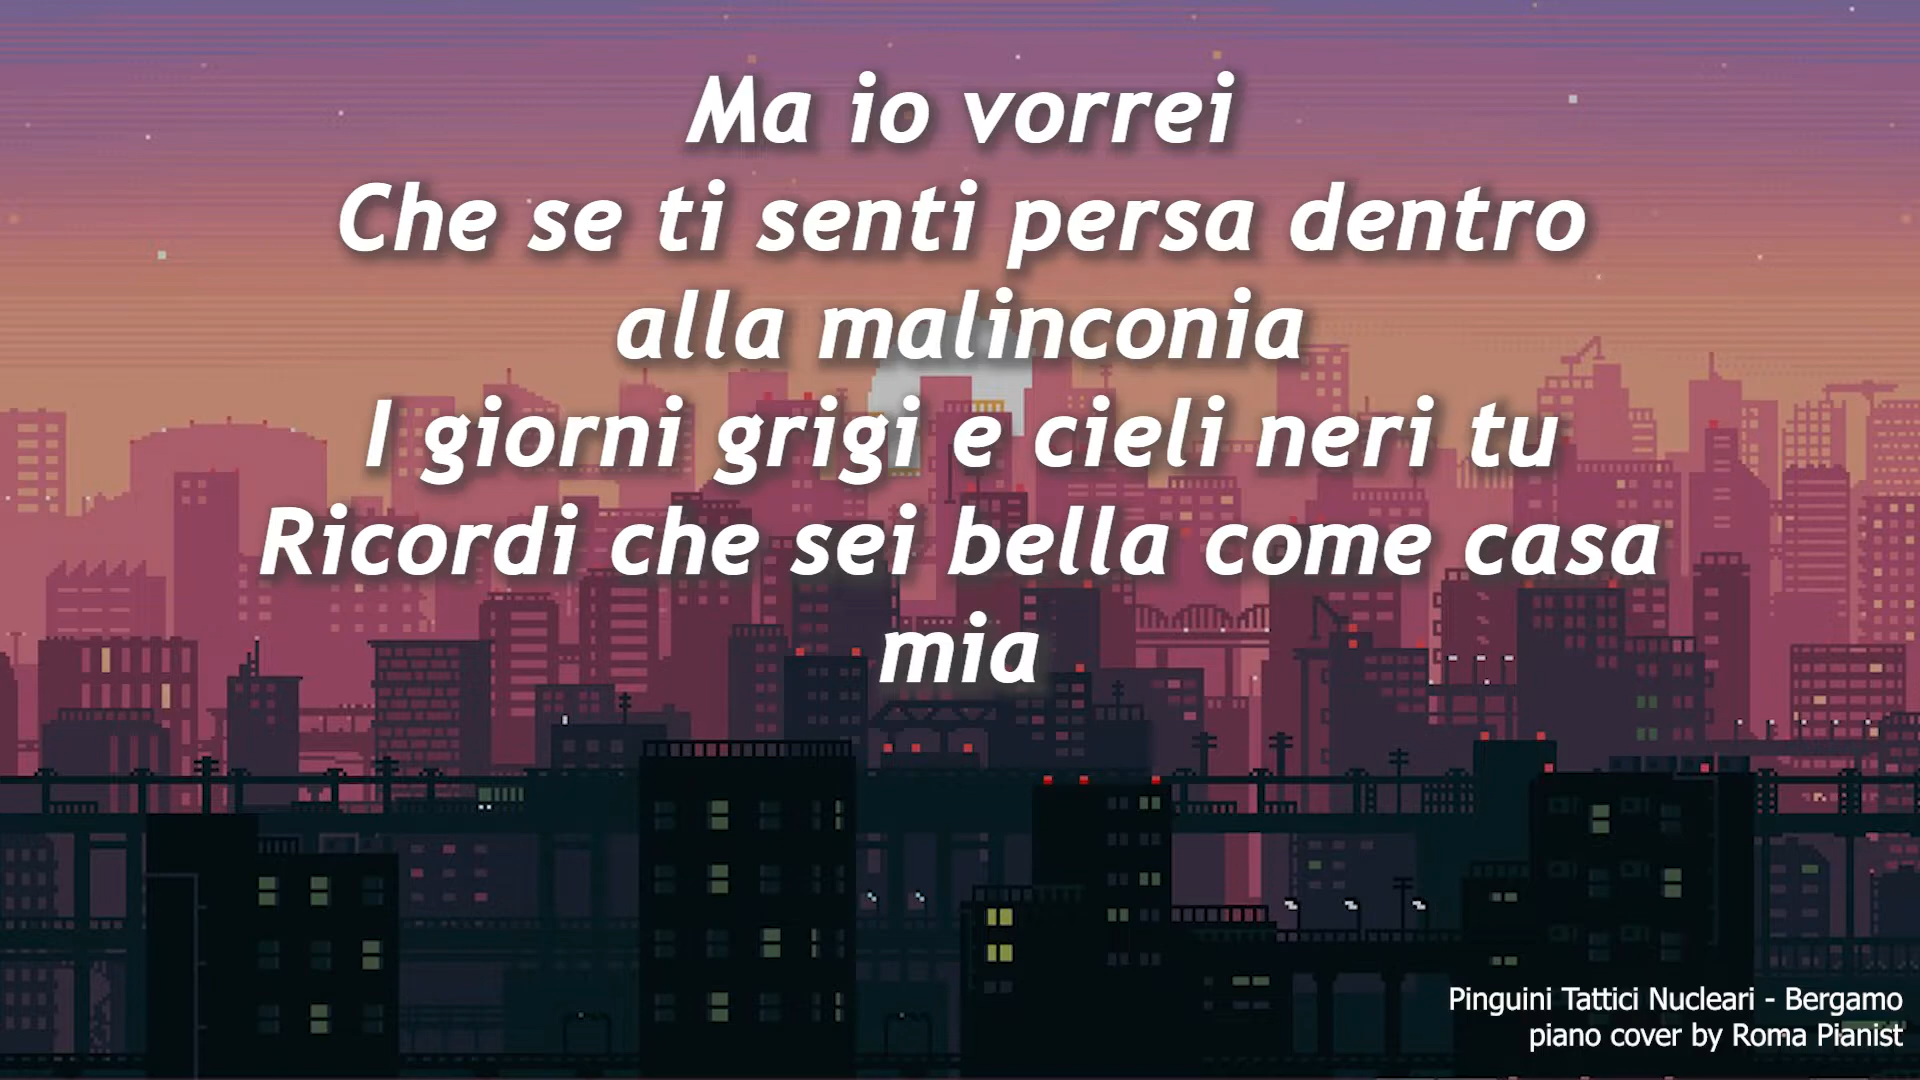 Ma io vorrei
Che se ti senti persa dentro
alla malinconia
I giorni grigi e cieli neri tu
Ricordi che sei bella come casa
mia
Pinguini Tattici Nucleari - Bergamo
piano cover by Roma Pianist